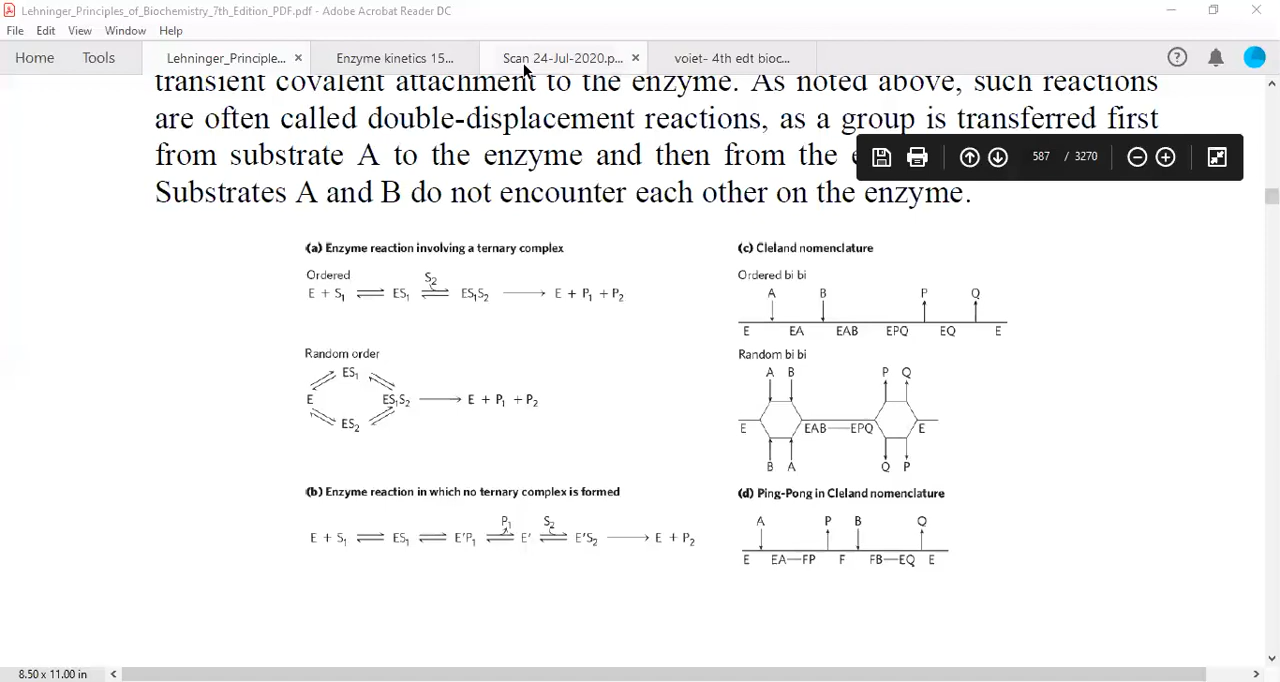 Lehninger_Principles_of_Biochemistry_7th_Edition_PDF.pdf - Adobe Acrobat Reader DC
File Edit View Window Help
Home Tools Lehninger_Principle... × Enzyme kinetics 15... Scan 24-Jul-2020.p... × voiet- 4th edt bioc...
transient covalent attachment to the enzyme. As noted above, such reactions
are often called double-displacement reactions, as a group is transferred first
from substrate A to the enzyme and then from the
587 / 3270
Substrates A and B do not encounter each other on the enzyme.
(a) Enzyme reaction involving a ternary complex
Ordered
S₂
E + S₁ ⇌ ES₁ ⇌ ES₁S₂ ⟶ E + P₁ + P₂
Random order
ES₁
E ES₁S₂ ⟶ E + P₁ + P₂
ES₂
(b) Enzyme reaction in which no ternary complex is formed
P₁ S₂
E + S₁ ⇌ ES₁ ⇌ E′P₁ ⇌ E′ ⇌ E′S₂ ⟶ E + P₂
(c) Cleland nomenclature
Ordered bi bi
A B P Q
E EA EAB EPQ EQ E
Random bi bi
A B P Q
E EAB—EPQ E
B A Q P
(d) Ping-Pong in Cleland nomenclature
A P B Q
E EA—FP F FB—EQ E
8.50 x 11.00 in